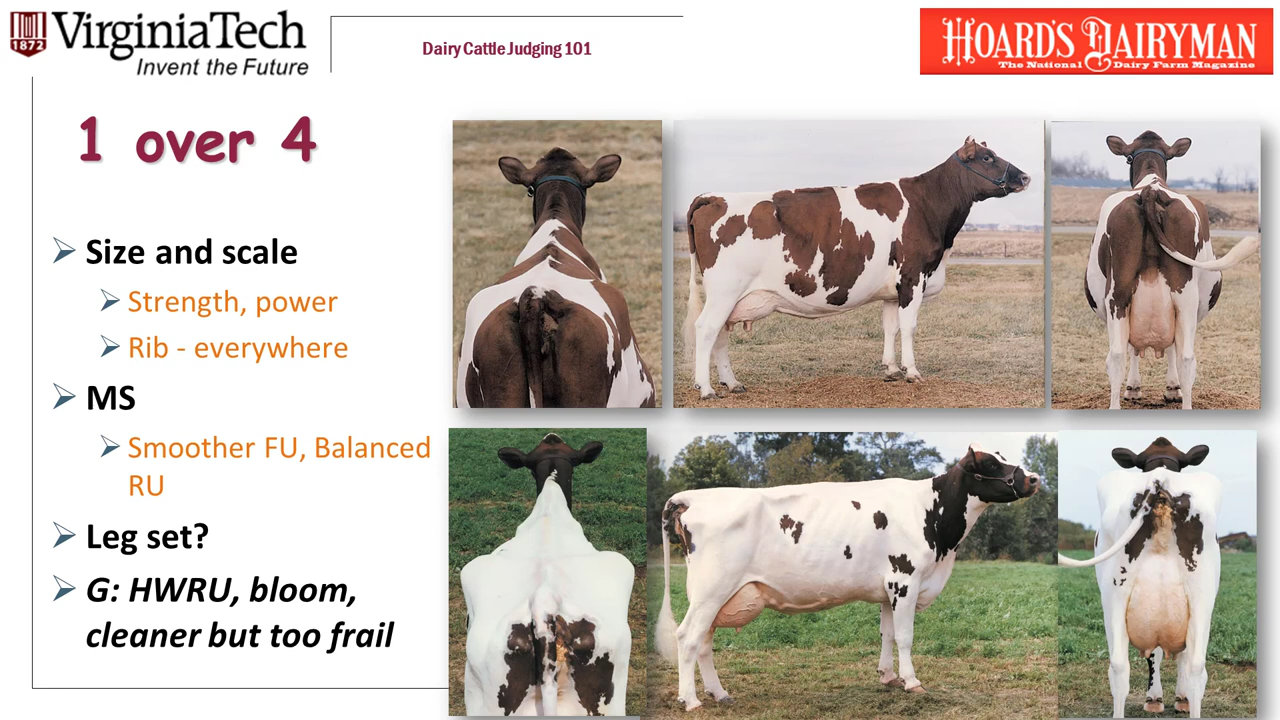 VirginiaTech
1872
Invent the Future
Dairy Cattle Judging 101
HOARD'S DAIRYMAN
The National Dairy Farm Magazine
1 over 4
Size and scale
Strength, power
Rib - everywhere
MS
Smoother FU, Balanced
RU
Leg set?
G: HWRU, bloom,
cleaner but too frail